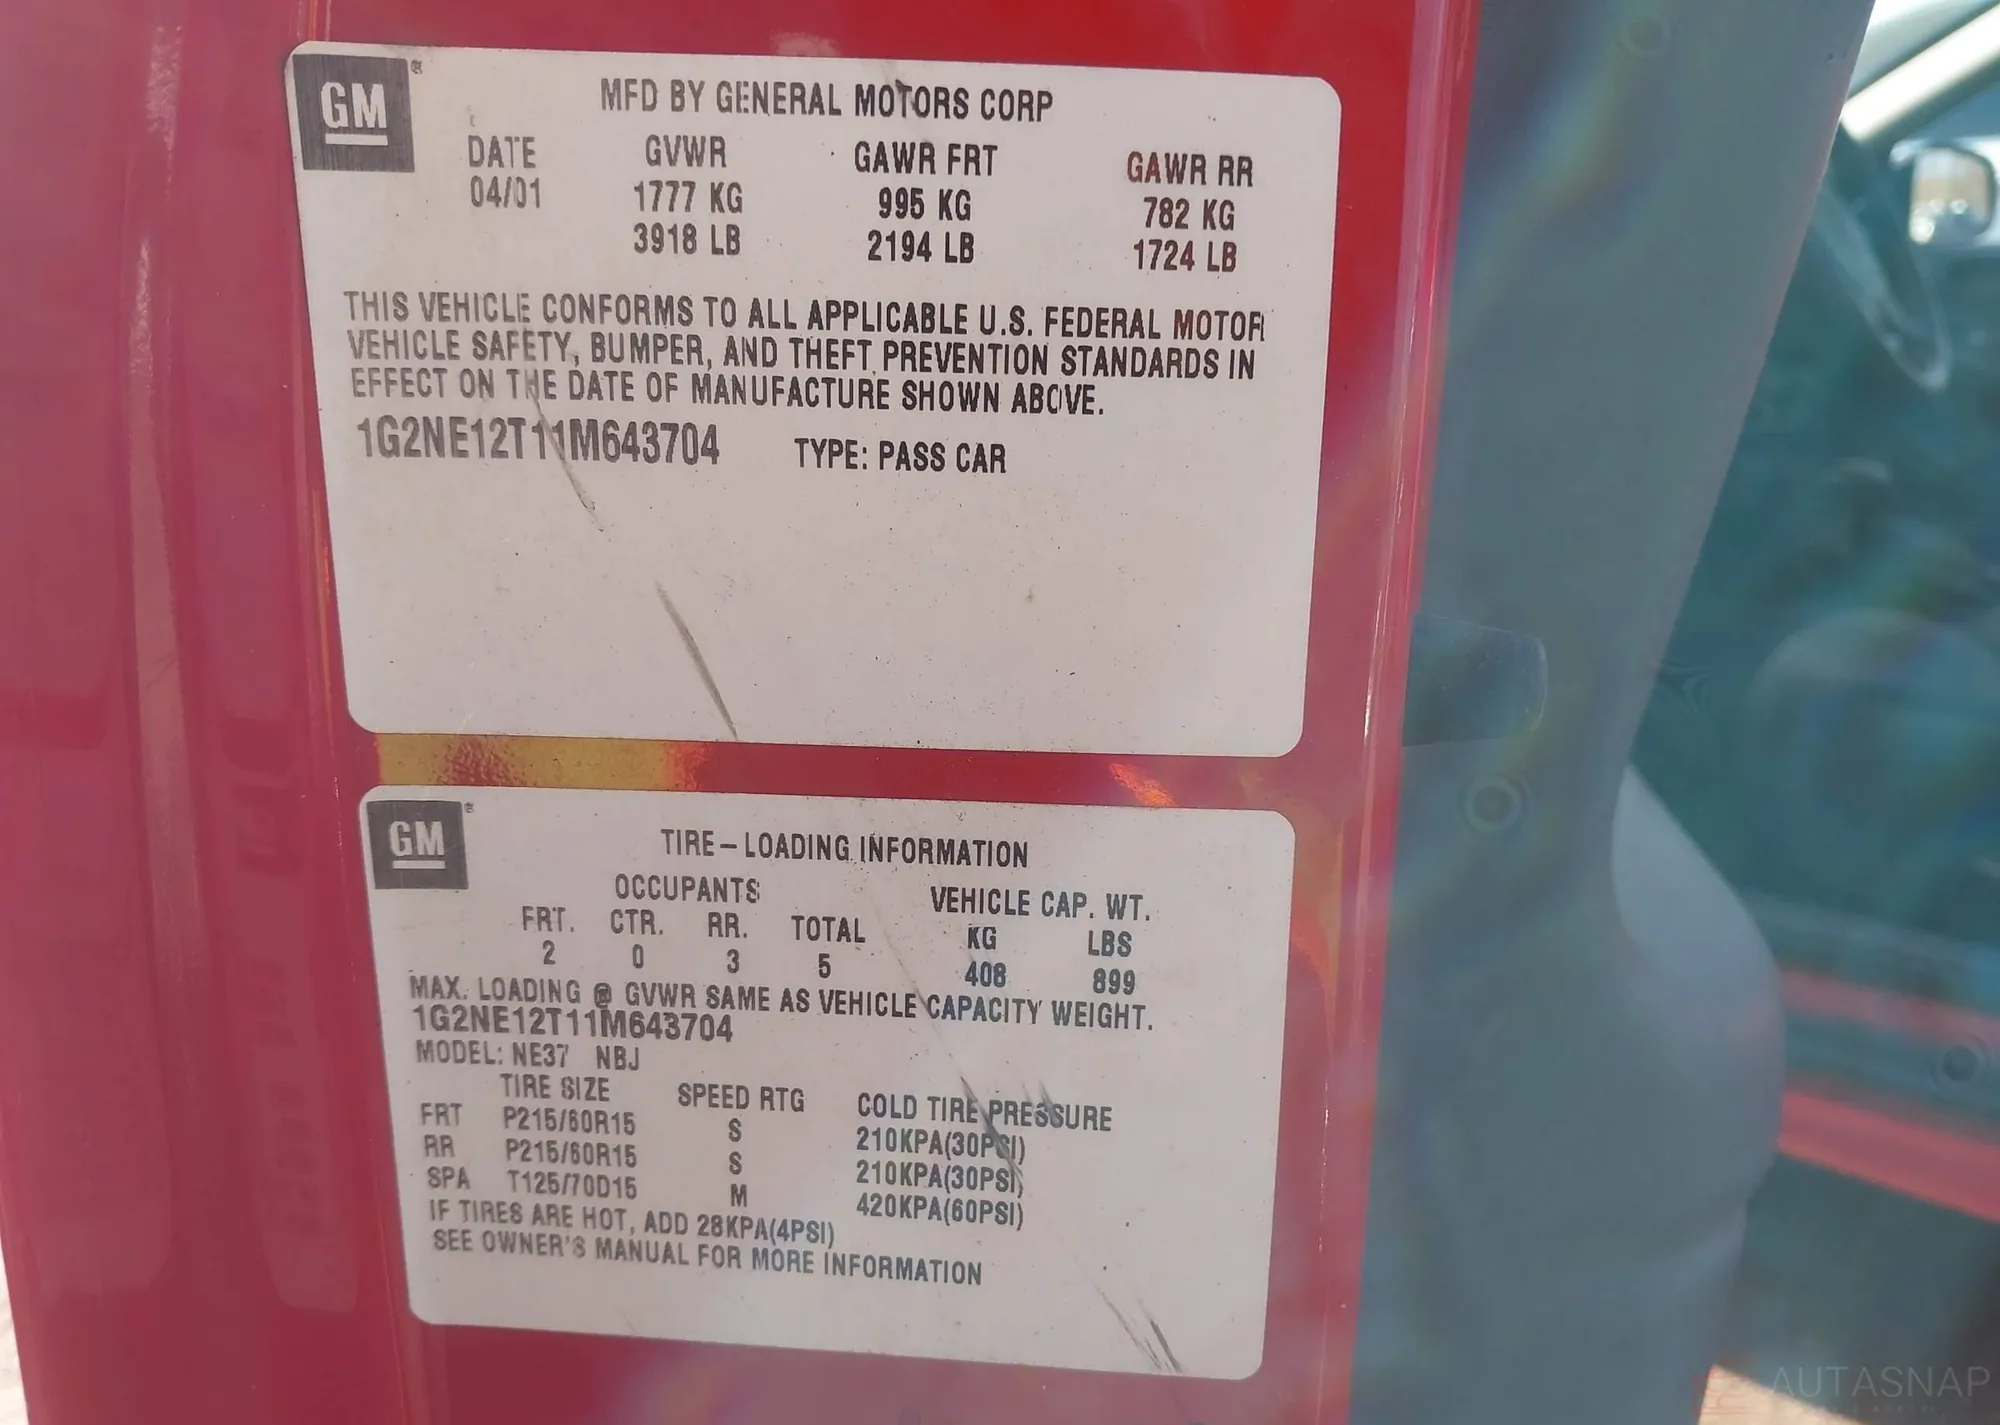 GM ®
MFD BY GENERAL MOTORS CORP
DATE GVWR GAWR FRT GAWR RR
04/01 1777 KG 995 KG 782 KG
3918 LB 2194 LB 1724 LB
THIS VEHICLE CONFORMS TO ALL APPLICABLE U.S. FEDERAL MOTOR
VEHICLE SAFETY, BUMPER, AND THEFT PREVENTION STANDARDS IN
EFFECT ON THE DATE OF MANUFACTURE SHOWN ABOVE.
1G2NE12T11M643704 TYPE: PASS CAR
GM ®
TIRE-LOADING INFORMATION
OCCUPANTS VEHICLE CAP. WT.
FRT. CTR. RR. TOTAL KG LBS
2 0 3 5 408 899
MAX. LOADING @ GVWR SAME AS VEHICLE CAPACITY WEIGHT.
1G2NE12T11M643704
MODEL: NE37 NBJ
TIRE SIZE SPEED RTG COLD TIRE PRESSURE
FRT P215/60R15 S 210KPA(30PSI)
RR P215/60R15 S 210KPA(30PSI)
SPA T125/70D15 M 420KPA(60PSI)
IF TIRES ARE HOT, ADD 28KPA(4PSI)
SEE OWNER'S MANUAL FOR MORE INFORMATION
AUTASNAP